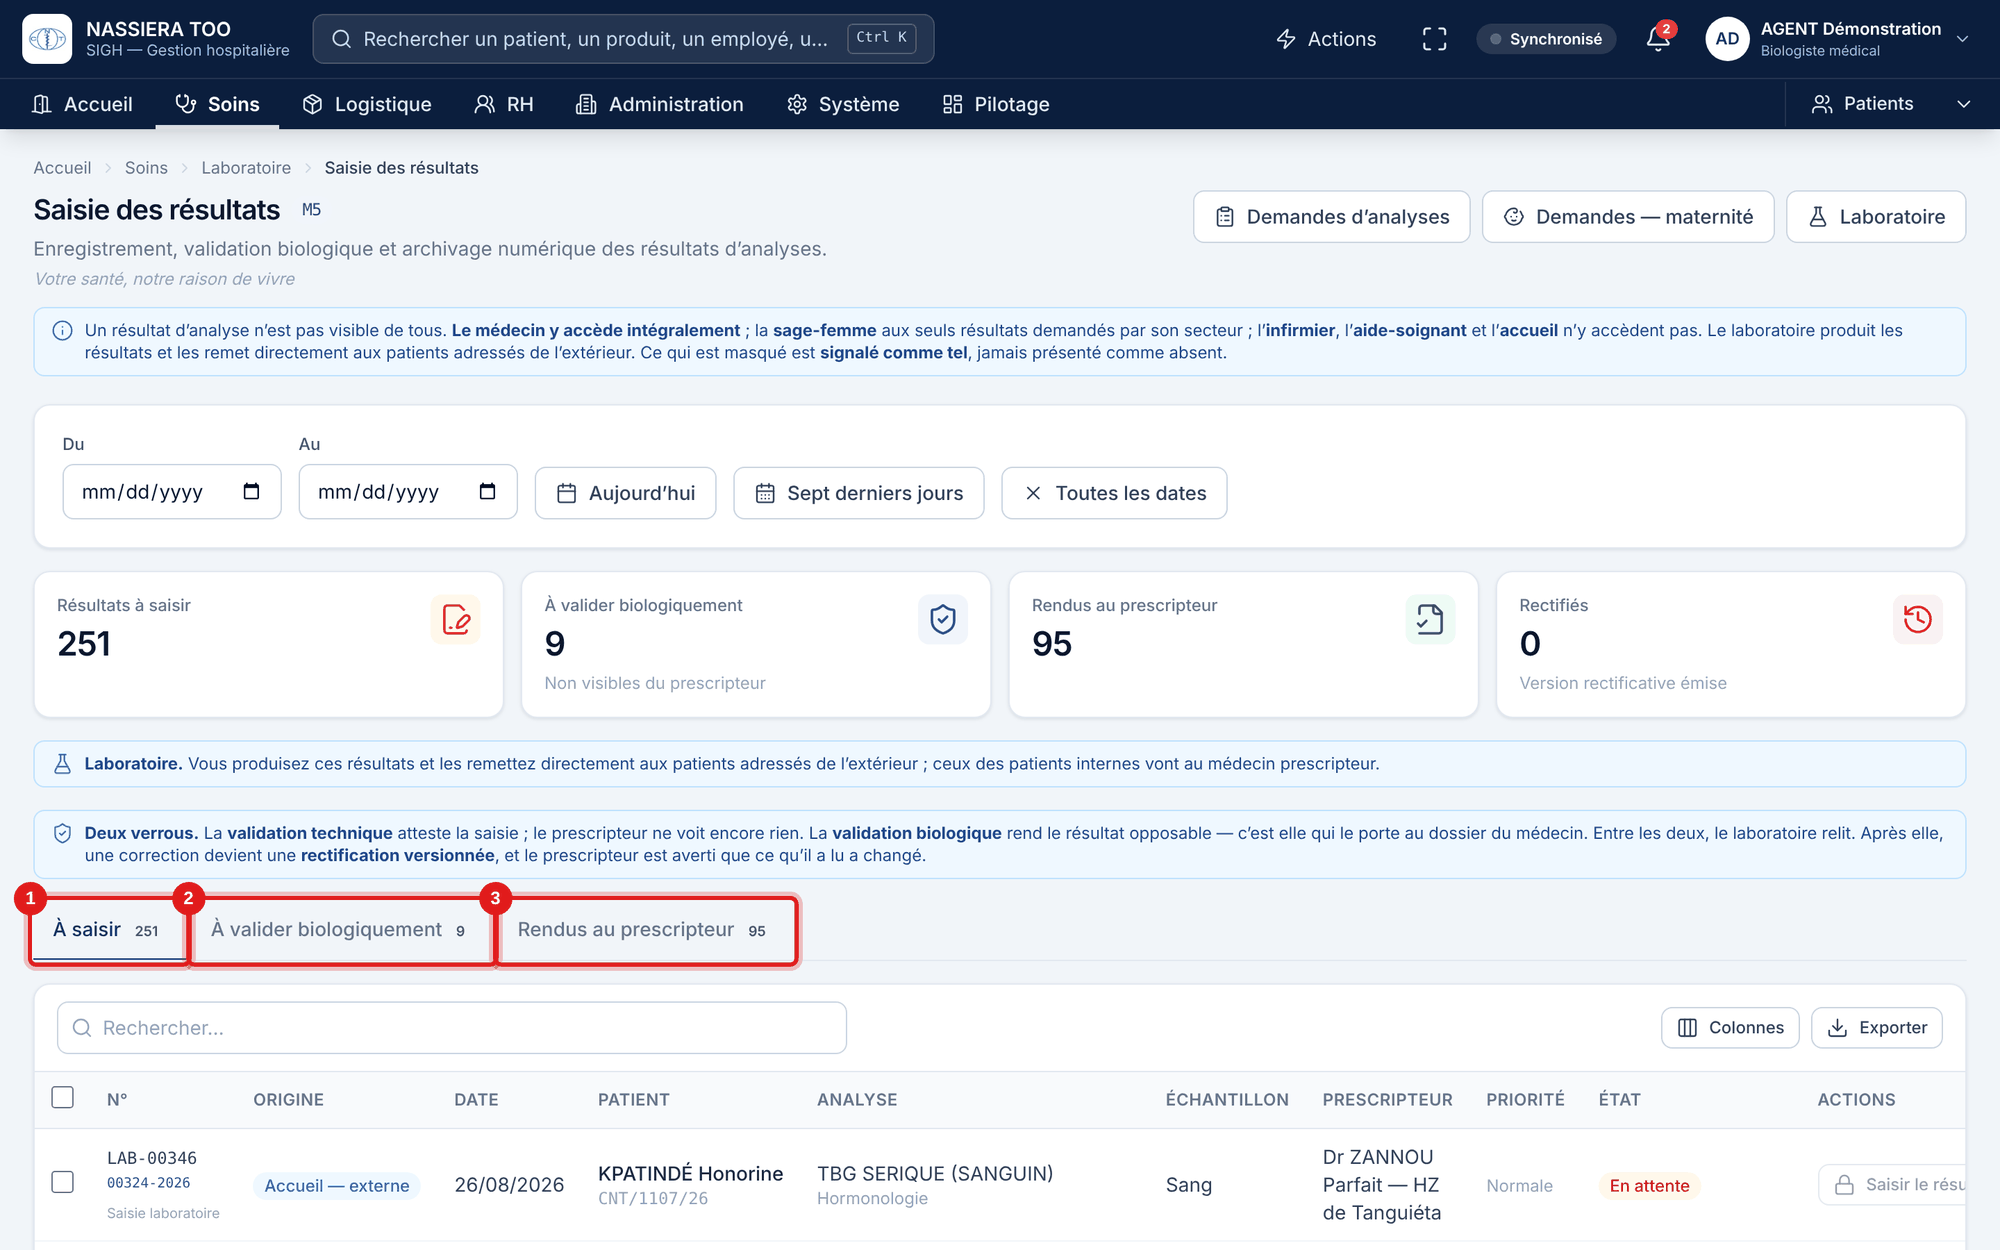 NASSIERA TOO
SIGH — Gestion hospitalière
Rechercher un patient, un produit, un employé, u...
Ctrl K
Actions
Synchronisé
2
AD
AGENT Démonstration
Biologiste médical
Accueil
Soins
Logistique
RH
Administration
Système
Pilotage
Patients
Accueil > Soins > Laboratoire > Saisie des résultats
Saisie des résultats M5
Enregistrement, validation biologique et archivage numérique des résultats d’analyses.
Votre santé, notre raison de vivre
Demandes d’analyses
Demandes — maternité
Laboratoire
Un résultat d’analyse n’est pas visible de tous. Le médecin y accède intégralement ; la sage-femme aux seuls résultats demandés par son secteur ; l’infirmier, l’aide-soignant et l’accueil n’y accèdent pas. Le laboratoire produit les
résultats et les remet directement aux patients adressés de l’extérieur. Ce qui est masqué est signalé comme tel, jamais présenté comme absent.
Du
Au
mm/dd/yyyy
mm/dd/yyyy
Aujourd’hui
Sept derniers jours
Toutes les dates
Résultats à saisir
251
À valider biologiquement
9
Non visibles du prescripteur
Rendus au prescripteur
95
Rectifiés
0
Version rectificative émise
Laboratoire. Vous produisez ces résultats et les remettez directement aux patients adressés de l’extérieur ; ceux des patients internes vont au médecin prescripteur.
Deux verrous. La validation technique atteste la saisie ; le prescripteur ne voit encore rien. La validation biologique rend le résultat opposable — c’est elle qui le porte au dossier du médecin. Entre les deux, le laboratoire relit. Après elle,
une correction devient une rectification versionnée, et le prescripteur est averti que ce qu’il a lu a changé.
1
2
3
À saisir 251
À valider biologiquement 9
Rendus au prescripteur 95
Rechercher...
Colonnes
Exporter
N° ORIGINE DATE PATIENT ANALYSE ÉCHANTILLON PRESCRIPTEUR PRIORITÉ ÉTAT ACTIONS
LAB-00346
00324-2026
Saisie laboratoire
Accueil — externe
26/08/2026
KPATINDÉ Honorine
CNT/1107/26
TBG SERIQUE (SANGUIN)
Hormonologie
Sang
Dr ZANNOU
Parfait — HZ
de Tanguiéta
Normale
En attente
Saisir le résu